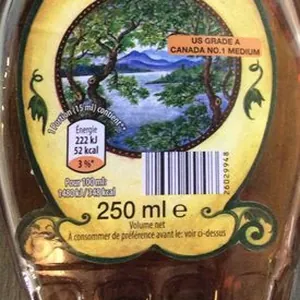 US GRADE A
CANADA NO.1 MEDIUM
1 Portion (15 ml) contient**
Énergie
222 kJ
52 kcal
3 %*
Pour 100 ml:
1480 kJ / 348 kcal
26029948
250 ml e
Volume net
A consommer de préférence avant le: voir ci-dessus